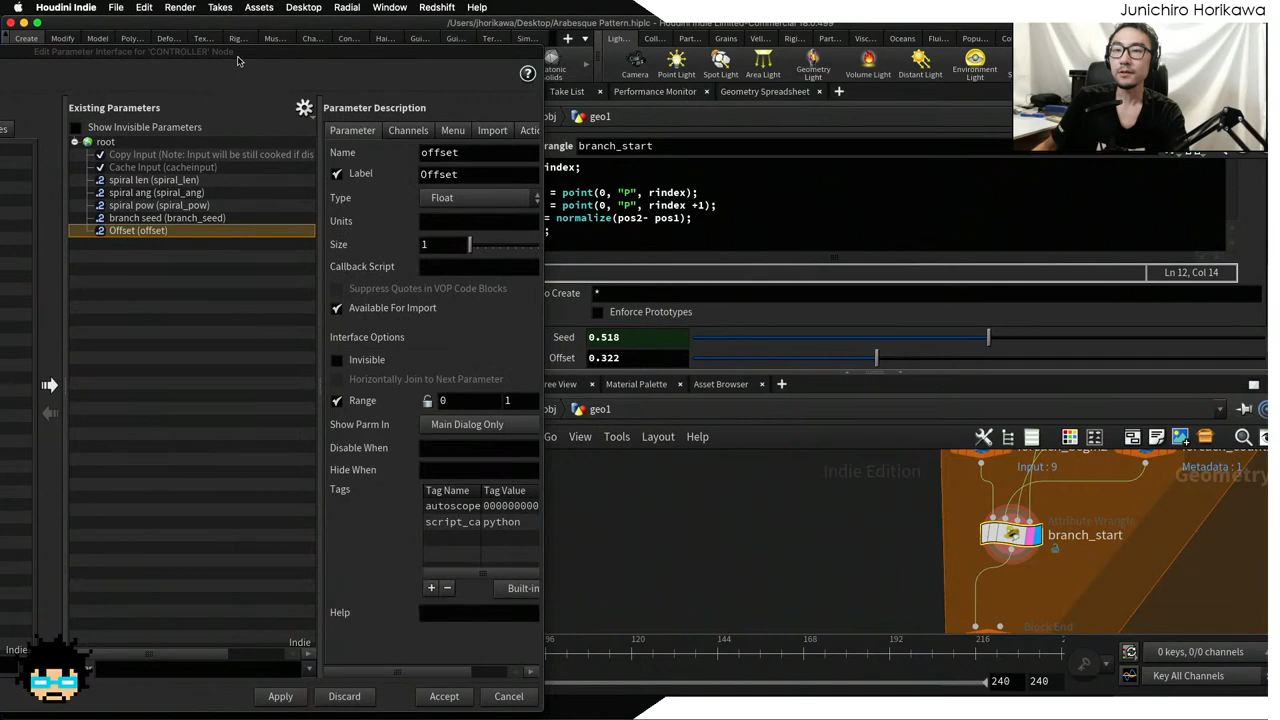 Junichiro Horikawa
Houdini Indie File Edit Render Takes Assets Desktop Radial Window Redshift Help
/Users/jhorikawa/Desktop/Arabesque Pattern.hiplc - Houdini Indie Limited-Commercial 18.0.499
Create Modify Model Poly... Defo... Tex... Rig... Mus... Cha... Con... Hai... Gui... Ter... Sim... Ligh... Coll... Parti... Grains Vell... Rigi... Parti...
Edit Parameter Interface for 'CONTROLLER' Node
Camera Point Light Spot Light Area Light Geometry Light Volume Light Distant Light Environment Light
Take List Performance Monitor Geometry Spreadsheet
Existing Parameters
Show Invisible Parameters
root
Copy Input (Note: Input will be still cooked if dis
Cache Input (cacheinput)
spiral len (spiral_len)
spiral ang (spiral_ang)
spiral pow (spiral_pow)
branch seed (branch_seed)
Offset (offset)
Parameter Description
Parameter Channels Menu Import Actio
Name offset
Label Offset
Type Float
Units
Size 1
Callback Script
Suppress Quotes in VOP Code Blocks
Available For Import
Interface Options
Invisible
Horizontally Join to Next Parameter
Range 0 1
Show Parm In Main Dialog Only
Disable When
Hide When
Tags
Tag Name Tag Value
autoscope 000000000
script_ca python
Built-in
Help
Indie
Indie
Apply Discard Accept Cancel
obj geo1
rangle branch_start
index;
= point(0, "P", rindex);
= point(0, "P", rindex +1);
= normalize(pos2- pos1);
;
Ln 12, Col 14
o Create *
Enforce Prototypes
Seed 0.518
Offset 0.322
ree View Material Palette Asset Browser
obj geo1
Go View Tools Layout Help
Indie Edition
Geometry
Input: 9
Metadata: 1
Attribute Wrangle
branch_start
Block End
120 144 168 192 216 2
240 240
0 keys, 0/0 channels
Key All Channels